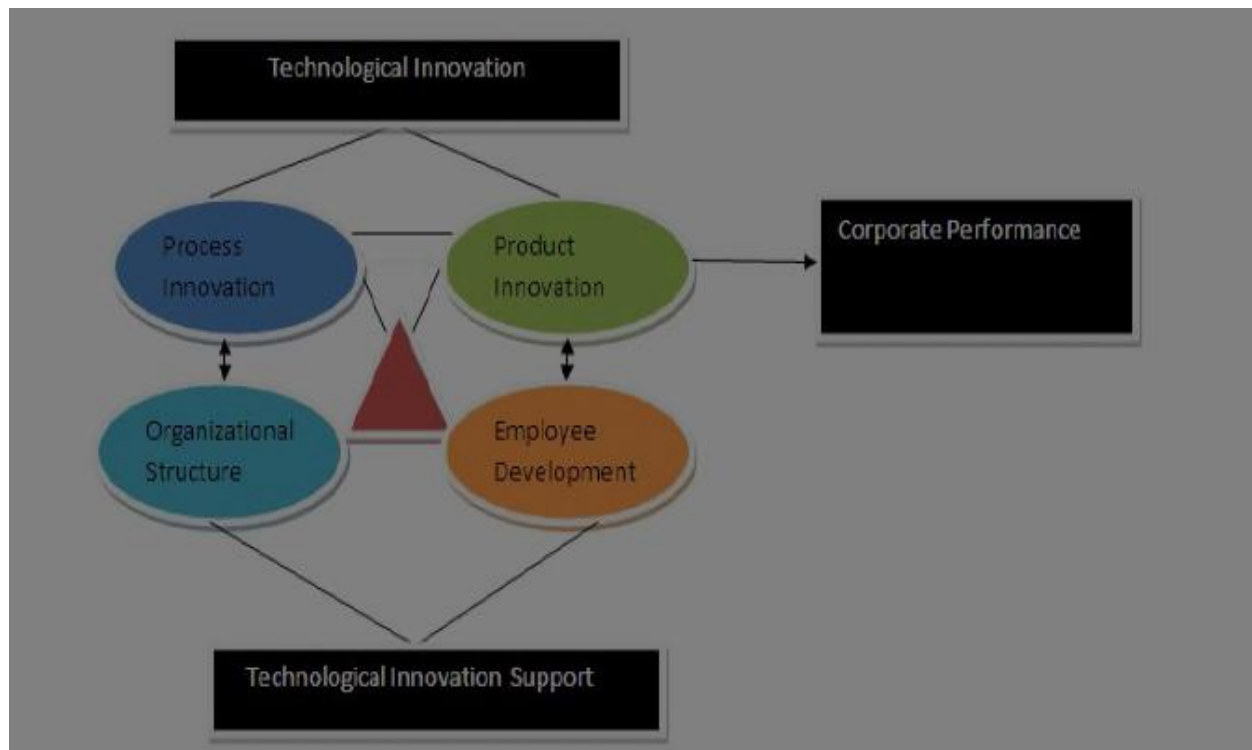 Technological Innovation
Process
Innovation
Product
Innovation
Corporate Performance
Organizational
Structure
Employee
Development
Technological Innovation Support